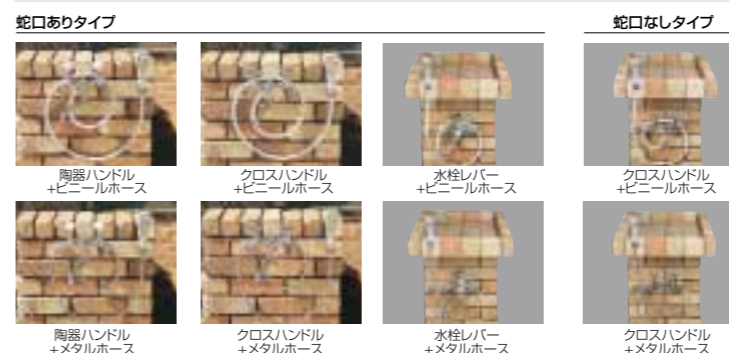 蛇口ありタイプ
蛇口なしタイプ
陶器ハンドル
+ビニールホース
クロスハンドル
+ビニールホース
水栓レバー
+ビニールホース
クロスハンドル
+ビニールホース
陶器ハンドル
+メタルホース
クロスハンドル
+メタルホース
水栓レバー
+メタルホース
クロスハンドル
+メタルホース